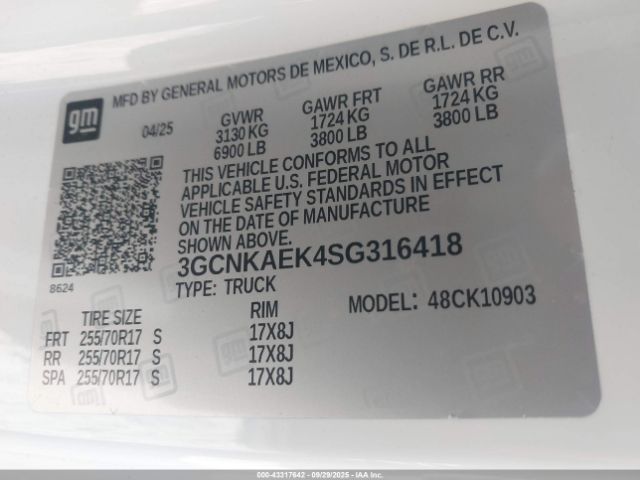 gm
MFD BY GENERAL MOTORS DE MEXICO, S. DE R.L. DE C.V.
04/25
GVWR
3130 KG
6900 LB
GAWR FRT
1724 KG
3800 LB
GAWR RR
1724 KG
3800 LB
THIS VEHICLE CONFORMS TO ALL
APPLICABLE U.S. FEDERAL MOTOR
VEHICLE SAFETY STANDARDS IN EFFECT
ON THE DATE OF MANUFACTURE
SHOWN ABOVE.
8624
3GCNKAEK4SG316418
TYPE: TRUCK
MODEL: 48CK10903
TIRE SIZE RIM
FRT 255/70R17 S 17X8J
RR 255/70R17 S 17X8J
SPA 255/70R17 S 17X8J
000-43317642 - 09/29/2025 - IAAI, Inc.